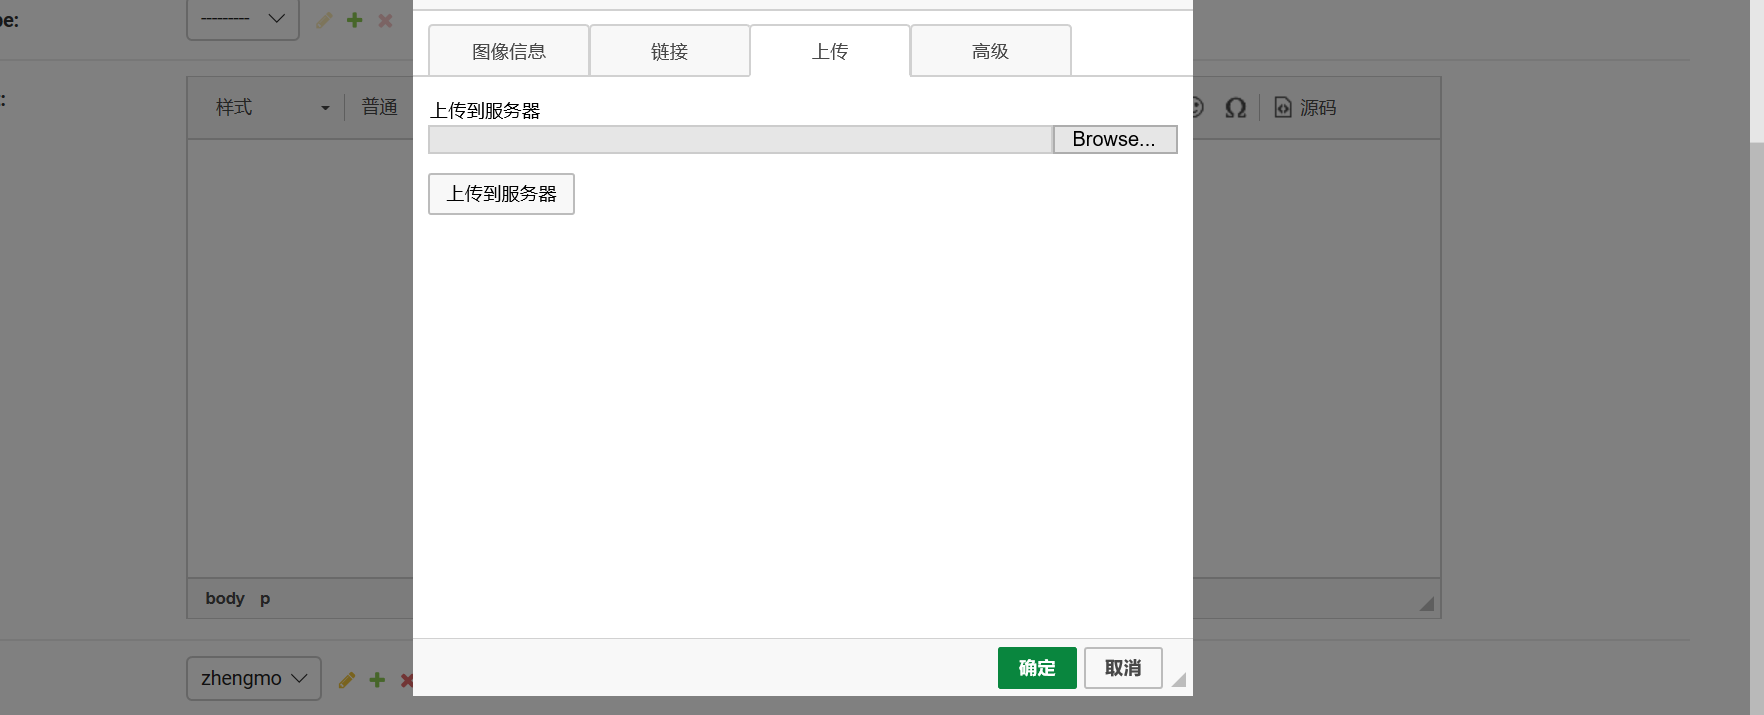 pe:
---------
图像信息
链接
上传
高级
t:
样式
普通
源码
上传到服务器
Browse...
上传到服务器
body p
确定
取消
zhengmo